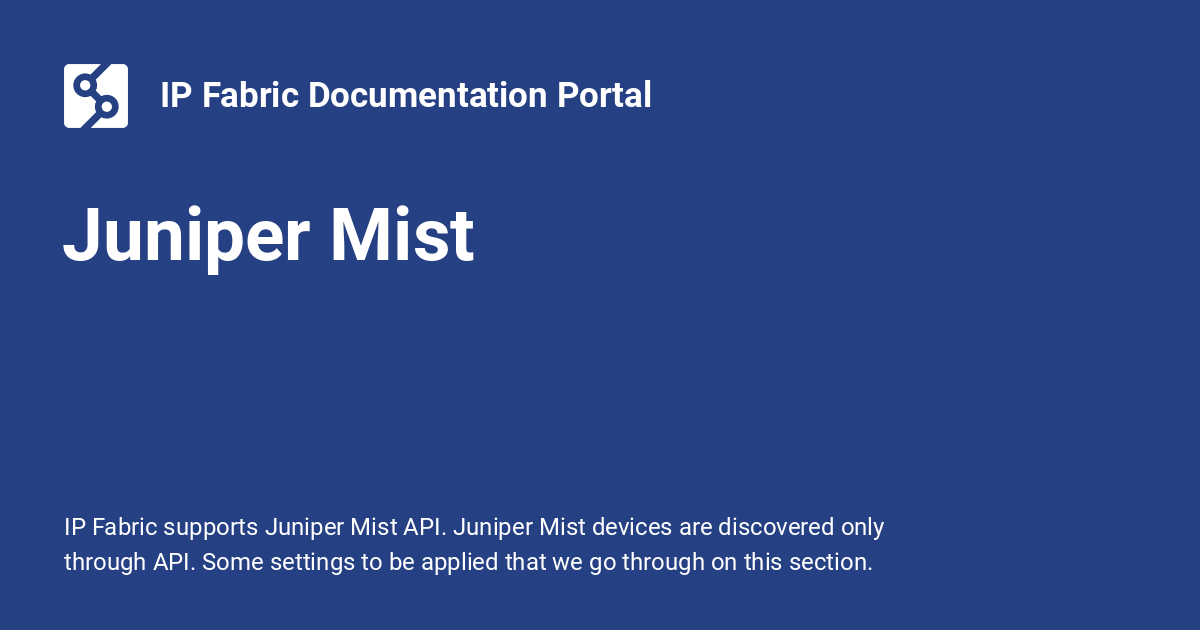 IP Fabric Documentation Portal
Juniper Mist
IP Fabric supports Juniper Mist API. Juniper Mist devices are discovered only
through API. Some settings to be applied that we go through on this section.